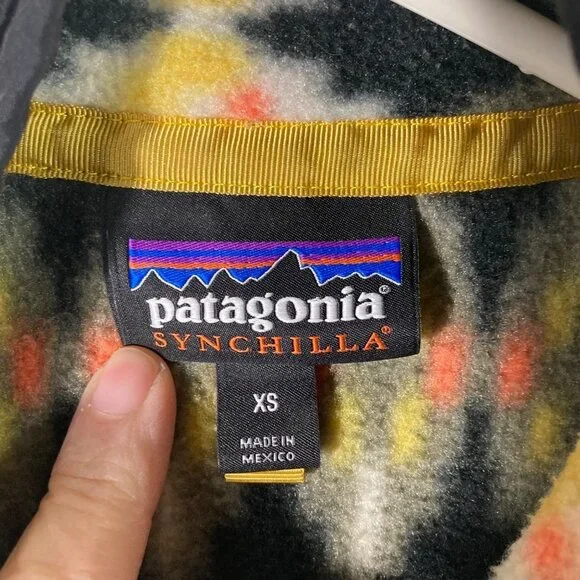 patagonia®
SYNCHILLA®
XS
MADE IN
MEXICO